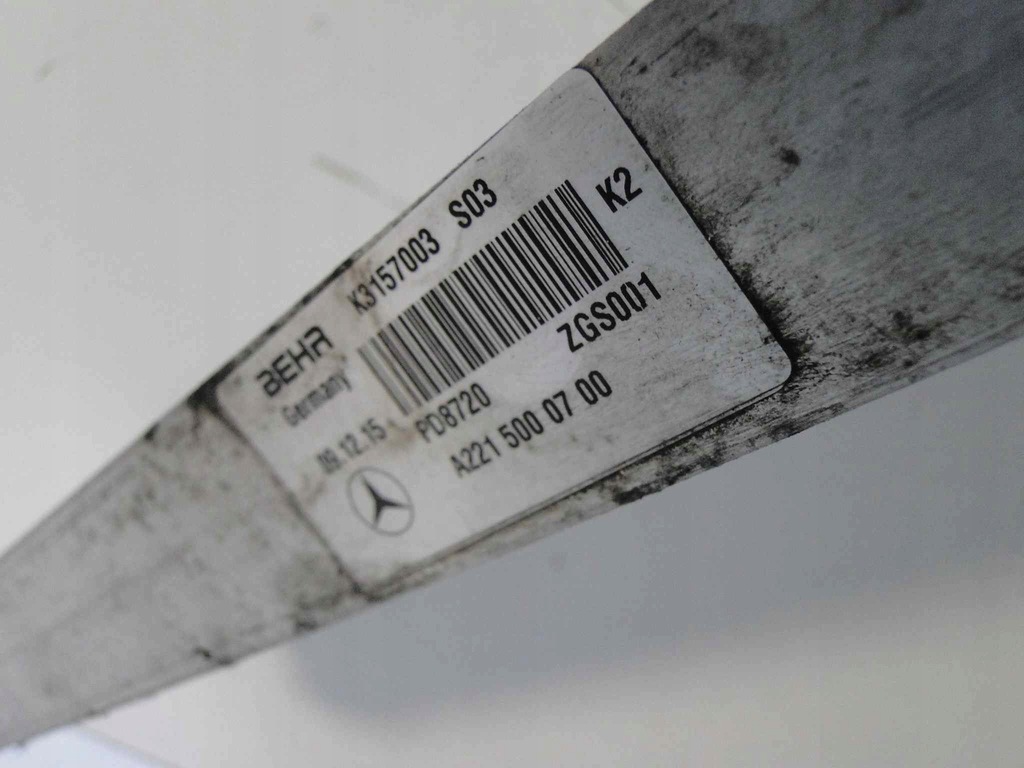 BEHR K3157003 S03
Germany K2
09.12.15 PD8720 ZGS001
A221 500 07 00